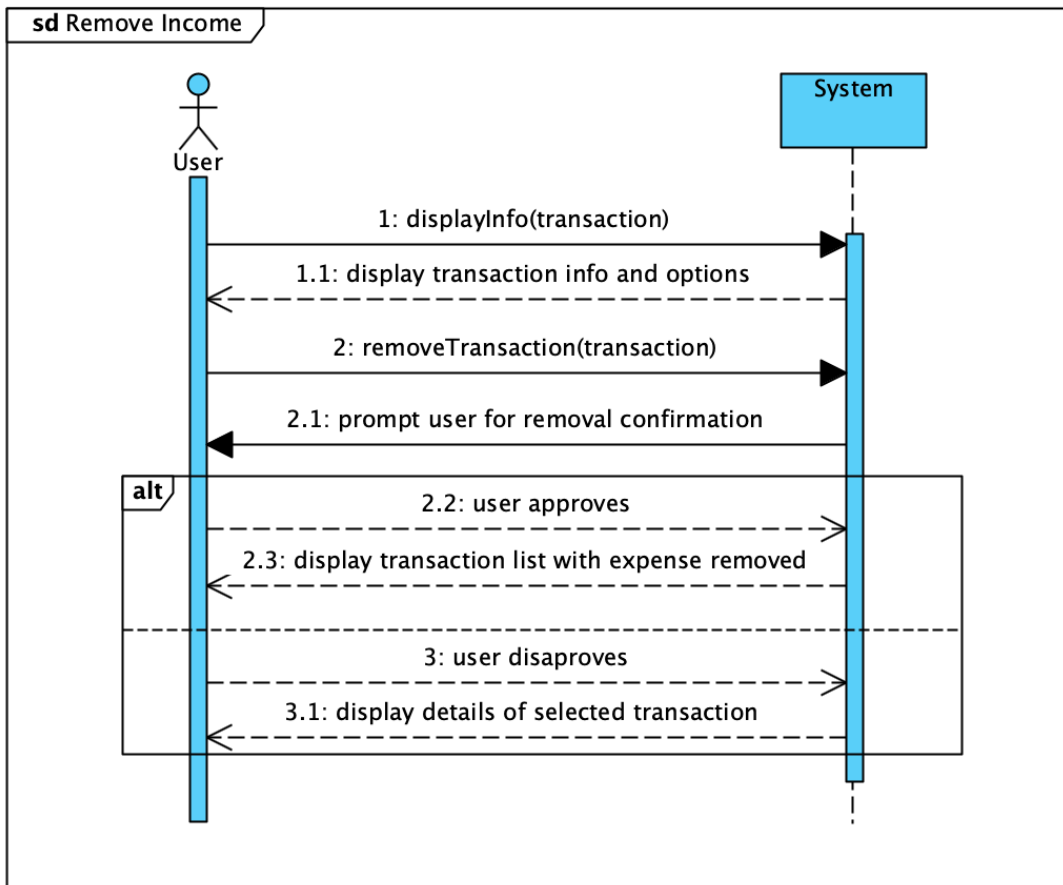 sd Remove Income
System
User
1: displayInfo(transaction)
1.1: display transaction info and options
2: removeTransaction(transaction)
2.1: prompt user for removal confirmation
alt
2.2: user approves
2.3: display transaction list with expense removed
3: user disaproves
3.1: display details of selected transaction